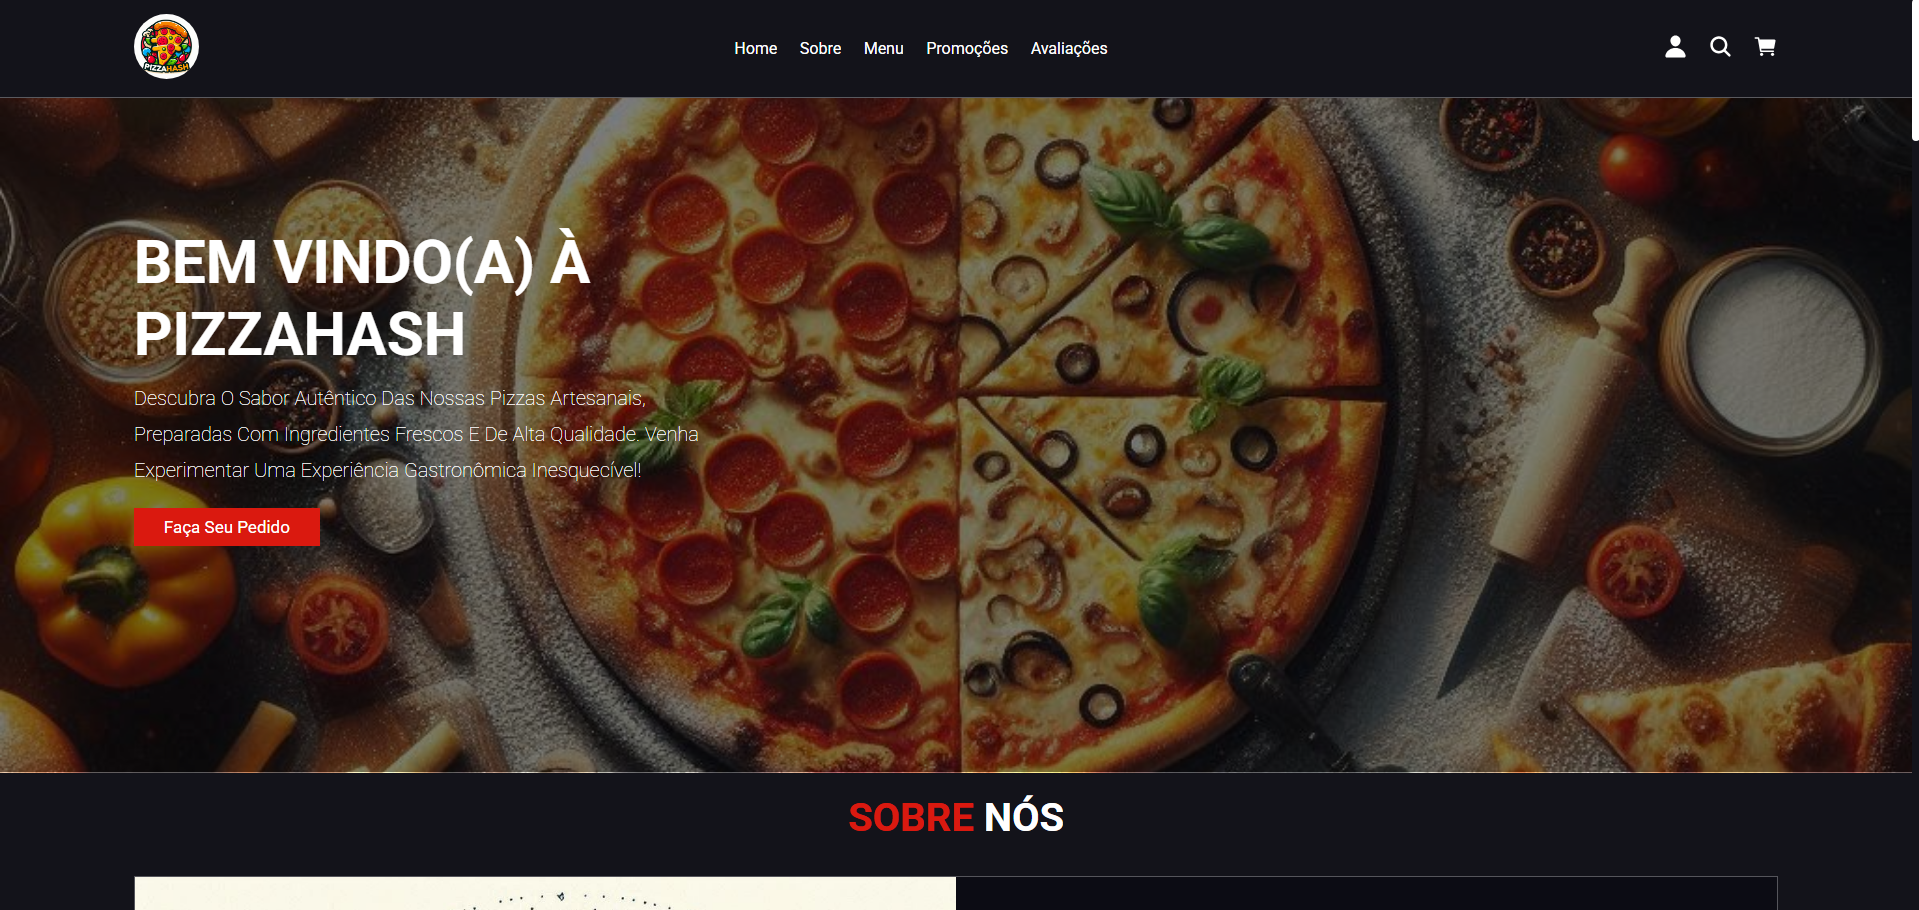 PIZZAHASH
Home Sobre Menu Promoções Avaliações
BEM VINDO(A) À
PIZZAHASH
Descubra O Sabor Autêntico Das Nossas Pizzas Artesanais,
Preparadas Com Ingredientes Frescos E De Alta Qualidade. Venha
Experimentar Uma Experiência Gastronômica Inesquecível!
Faça Seu Pedido
SOBRE NÓS